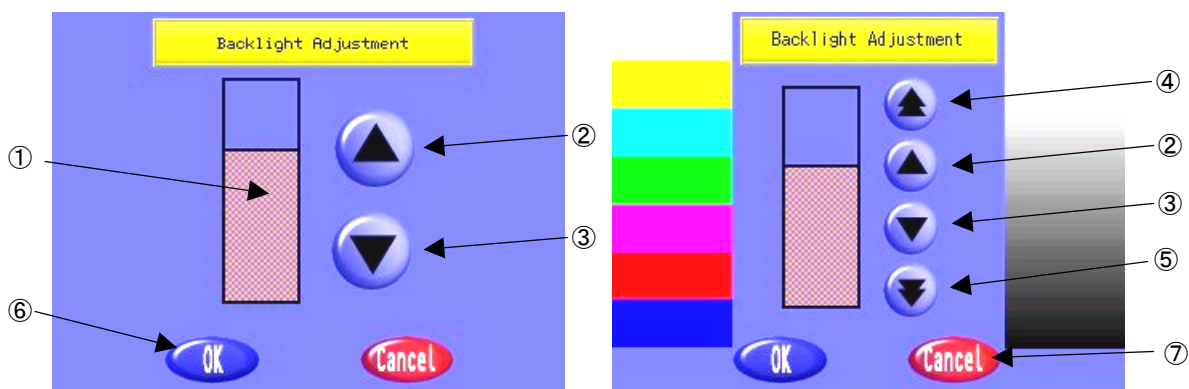 Backlight Adjustment
①
②
③
⑥
OK
Cancel
Backlight Adjustment
④
②
③
⑤
OK
Cancel
⑦